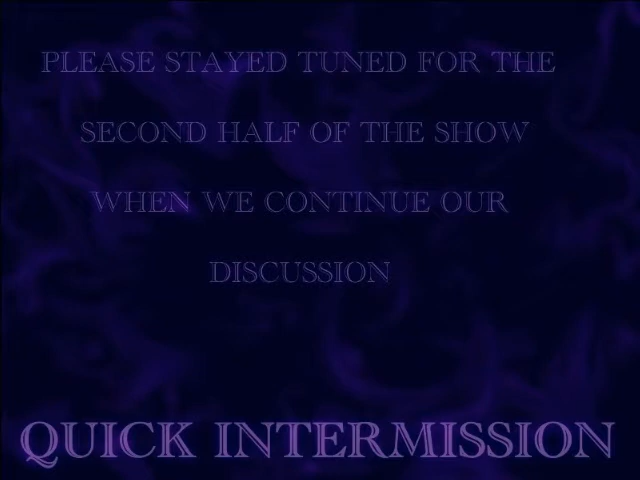 PLEASE STAYED TUNED FOR THE
SECOND HALF OF THE SHOW
WHEN WE CONTINUE OUR
DISCUSSION
QUICK INTERMISSION